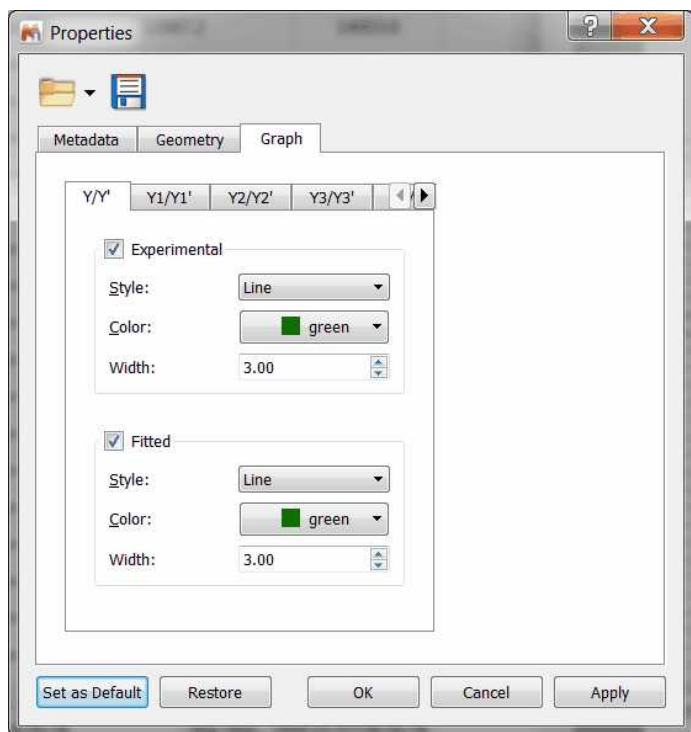 Properties
Metadata Geometry Graph
Y/Y' Y1/Y1' Y2/Y2' Y3/Y3'
Experimental
Style: Line
Color: green
Width: 3.00
Fitted
Style: Line
Color: green
Width: 3.00
Set as Default Restore OK Cancel Apply